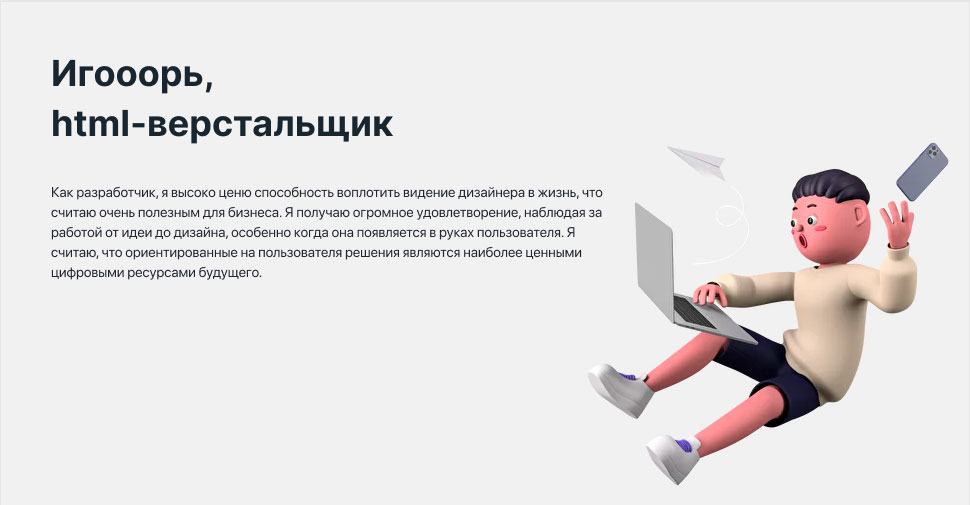 Игооорь,
html-верстальщик
Как разработчик, я высоко ценю способность воплотить видение дизайнера в жизнь, что
считаю очень полезным для бизнеса. Я получаю огромное удовлетворение, наблюдая за
работой от идеи до дизайна, особенно когда она появляется в руках пользователя. Я
считаю, что ориентированные на пользователя решения являются наиболее ценными
цифровыми ресурсами будущего.